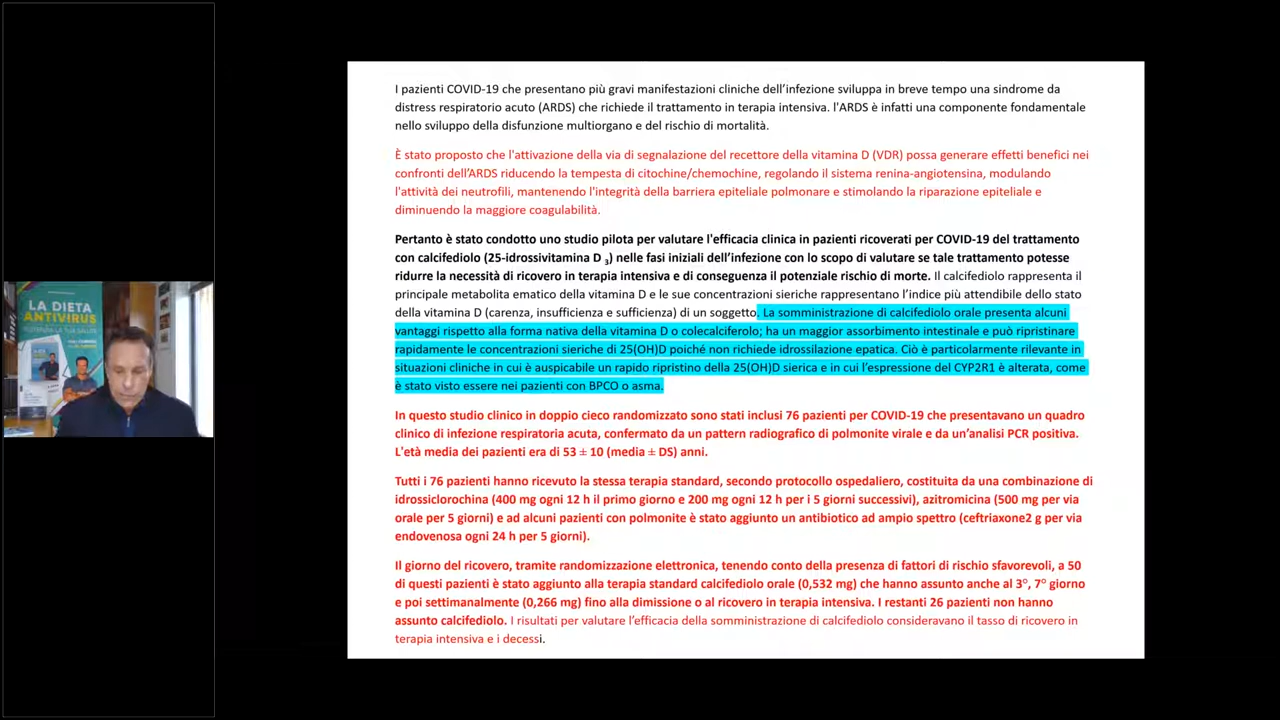 LA DIETA
ANTIVIRUS
I pazienti COVID-19 che presentano più gravi manifestazioni cliniche dell’infezione sviluppa in breve tempo una sindrome da
distress respiratorio acuto (ARDS) che richiede il trattamento in terapia intensiva. l'ARDS è infatti una componente fondamentale
nello sviluppo della disfunzione multiorgano e del rischio di mortalità.
È stato proposto che l'attivazione della via di segnalazione del recettore della vitamina D (VDR) possa generare effetti benefici nei
confronti dell’ARDS riducendo la tempesta di citochine/chemochine, regolando il sistema renina-angiotensina, modulando
l'attività dei neutrofili, mantenendo l'integrità della barriera epiteliale polmonare e stimolando la riparazione epiteliale e
diminuendo la maggiore coagulabilità.
Pertanto è stato condotto uno studio pilota per valutare l'efficacia clinica in pazienti ricoverati per COVID-19 del trattamento
con calcifediolo (25-idrossivitamina D 3) nelle fasi iniziali dell’infezione con lo scopo di valutare se tale trattamento potesse
ridurre la necessità di ricovero in terapia intensiva e di conseguenza il potenziale rischio di morte. Il calcifediolo rappresenta il
principale metabolita ematico della vitamina D e le sue concentrazioni sieriche rappresentano l’indice più attendibile dello stato
della vitamina D (carenza, insufficienza e sufficienza) di un soggetto. La somministrazione di calcifediolo orale presenta alcuni
vantaggi rispetto alla forma nativa della vitamina D o colecalciferolo; ha un maggior assorbimento intestinale e può ripristinare
rapidamente le concentrazioni sieriche di 25(OH)D poiché non richiede idrossilazione epatica. Ciò è particolarmente rilevante in
situazioni cliniche in cui è auspicabile un rapido ripristino della 25(OH)D sierica e in cui l’espressione del CYP2R1 è alterata, come
è stato visto essere nei pazienti con BPCO o asma.
In questo studio clinico in doppio cieco randomizzato sono stati inclusi 76 pazienti per COVID-19 che presentavano un quadro
clinico di infezione respiratoria acuta, confermato da un pattern radiografico di polmonite virale e da un’analisi PCR positiva.
L'età media dei pazienti era di 53 ± 10 (media ± DS) anni.
Tutti i 76 pazienti hanno ricevuto la stessa terapia standard, secondo protocollo ospedaliero, costituita da una combinazione di
idrossiclorochina (400 mg ogni 12 h il primo giorno e 200 mg ogni 12 h per i 5 giorni successivi), azitromicina (500 mg per via
orale per 5 giorni) e ad alcuni pazienti con polmonite è stato aggiunto un antibiotico ad ampio spettro (ceftriaxone2 g per via
endovenosa ogni 24 h per 5 giorni).
Il giorno del ricovero, tramite randomizzazione elettronica, tenendo conto della presenza di fattori di rischio sfavorevoli, a 50
di questi pazienti è stato aggiunto alla terapia standard calcifediolo orale (0,532 mg) che hanno assunto anche al 3°, 7° giorno
e poi settimanalmente (0,266 mg) fino alla dimissione o al ricovero in terapia intensiva. I restanti 26 pazienti non hanno
assunto calcifediolo. I risultati per valutare l’efficacia della somministrazione di calcifediolo consideravano il tasso di ricovero in
terapia intensiva e i decessi.